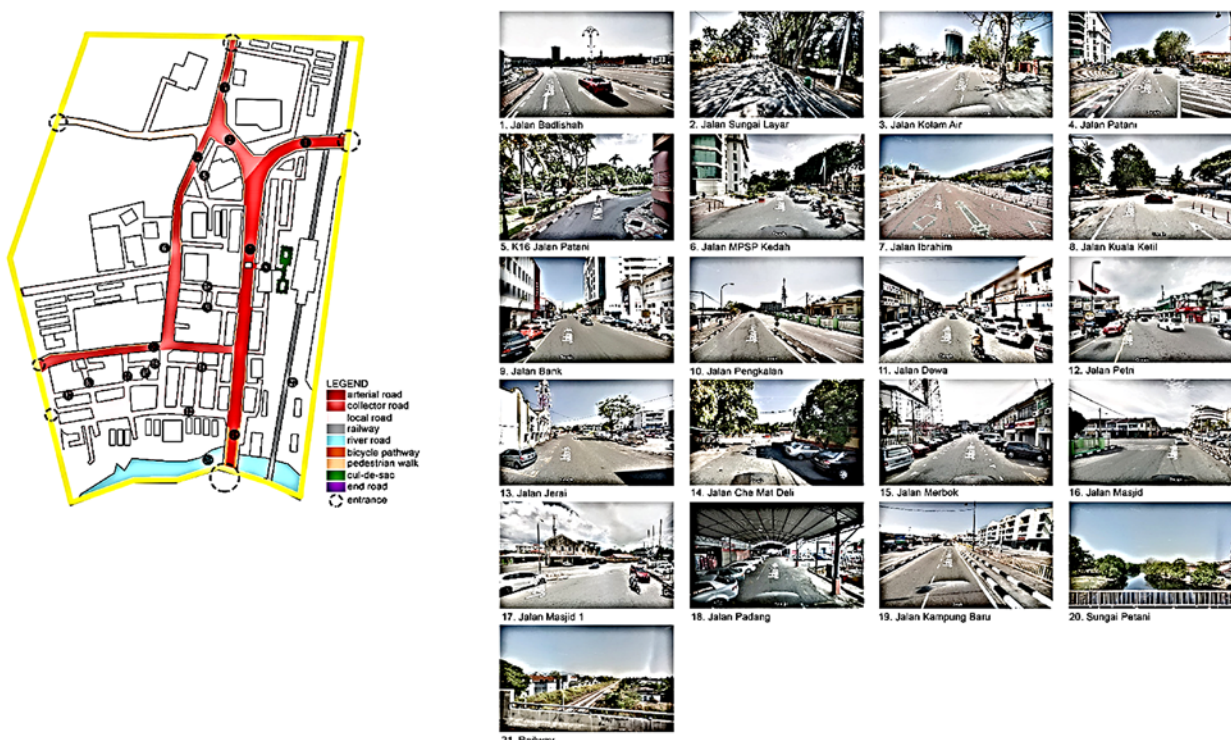 LEGEND
arterial road
collector road
local road
railway
river road
bicycle pathway
pedestrian walk
cul-de-sac
end road
entrance
1. Jalan Badlishah
2. Jalan Sungai Layar
3. Jalan Kolam Air
4. Jalan Patani
5. K16 Jalan Patani
6. Jalan MPSP Kedah
7. Jalan Ibrahim
8. Jalan Kuala Ketil
9. Jalan Bank
10. Jalan Pengkalan
11. Jalan Dewa
12. Jalan Petri
13. Jalan Jerai
14. Jalan Che Mat Deli
15. Jalan Merbok
16. Jalan Masjid
17. Jalan Masjid 1
18. Jalan Padang
19. Jalan Kampung Baru
20. Sungai Petani
21. Railway